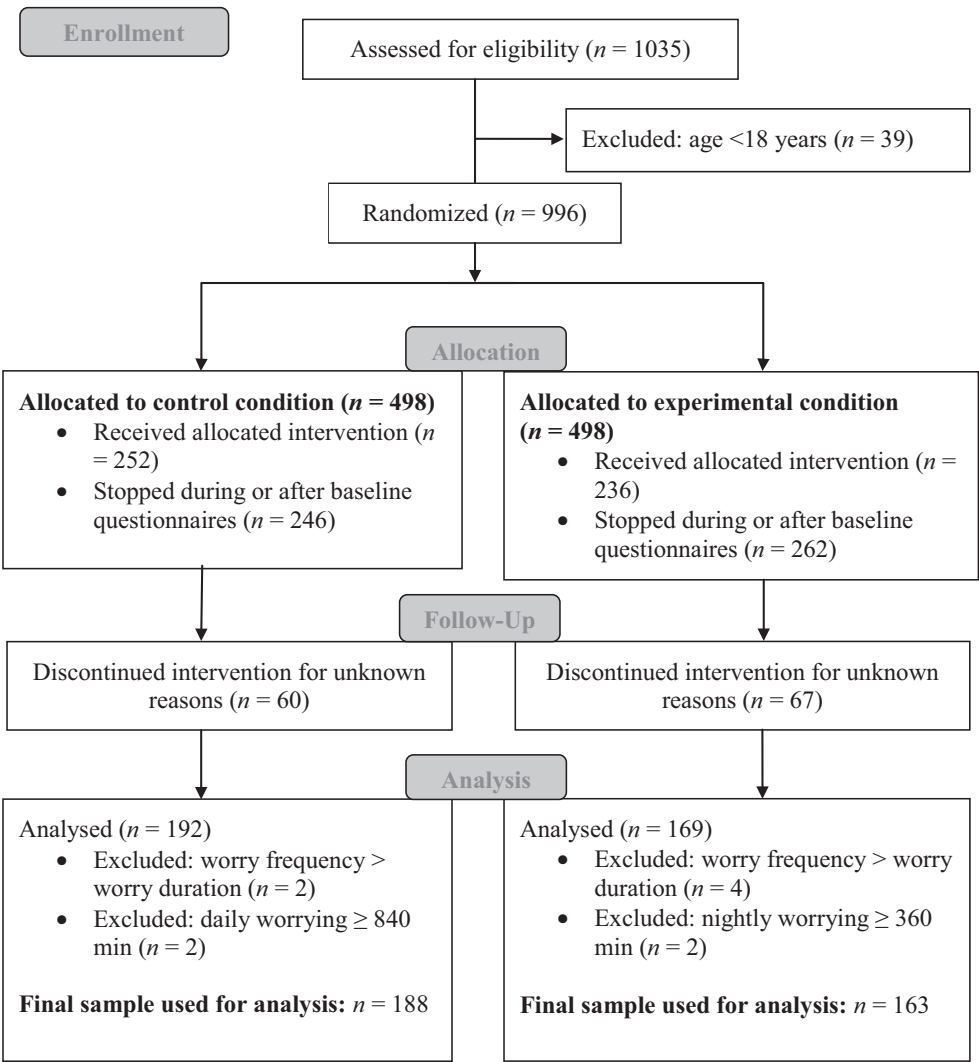 Enrollment
Assessed for eligibility (n = 1035)
Excluded: age <18 years (n = 39)
Randomized (n = 996)
Allocation
Allocated to control condition (n = 498)
• Received allocated intervention (n
= 252)
• Stopped during or after baseline
questionnaires (n = 246)
Allocated to experimental condition
(n = 498)
• Received allocated intervention (n =
236)
• Stopped during or after baseline
questionnaires (n = 262)
Follow-Up
Discontinued intervention for unknown
reasons (n = 60)
Discontinued intervention for unknown
reasons (n = 67)
Analysis
Analysed (n = 192)
• Excluded: worry frequency >
worry duration (n = 2)
• Excluded: daily worrying ≥ 840
min (n = 2)
Final sample used for analysis: n = 188
Analysed (n = 169)
• Excluded: worry frequency > worry
duration (n = 4)
• Excluded: nightly worrying ≥ 360
min (n = 2)
Final sample used for analysis: n = 163